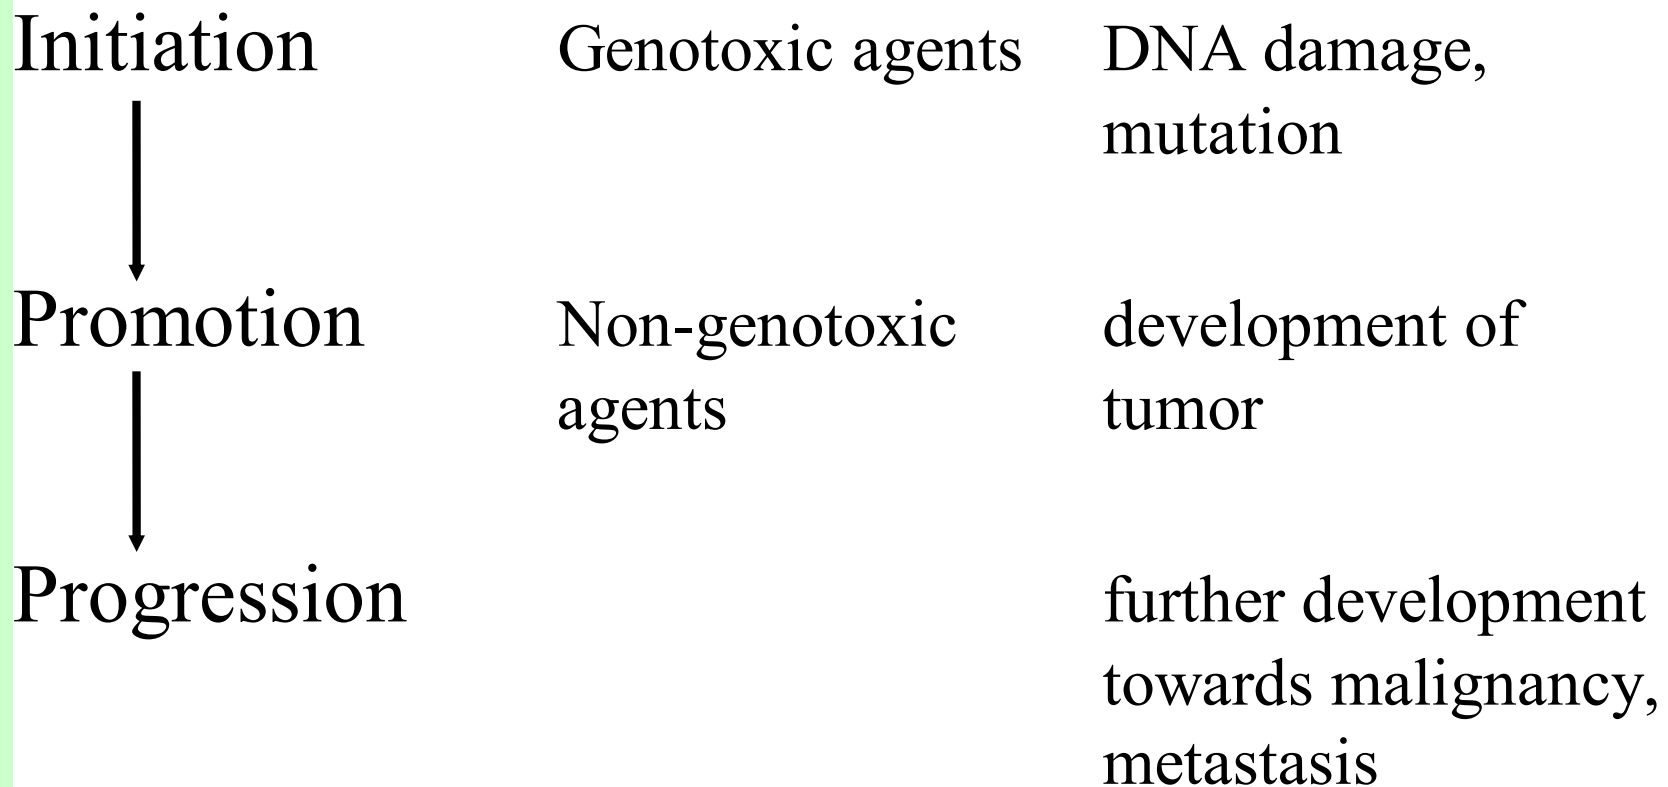 Initiation
Genotoxic agents
DNA damage,
mutation
Promotion
Non-genotoxic
agents
development of
tumor
Progression
further development
towards malignancy,
metastasis